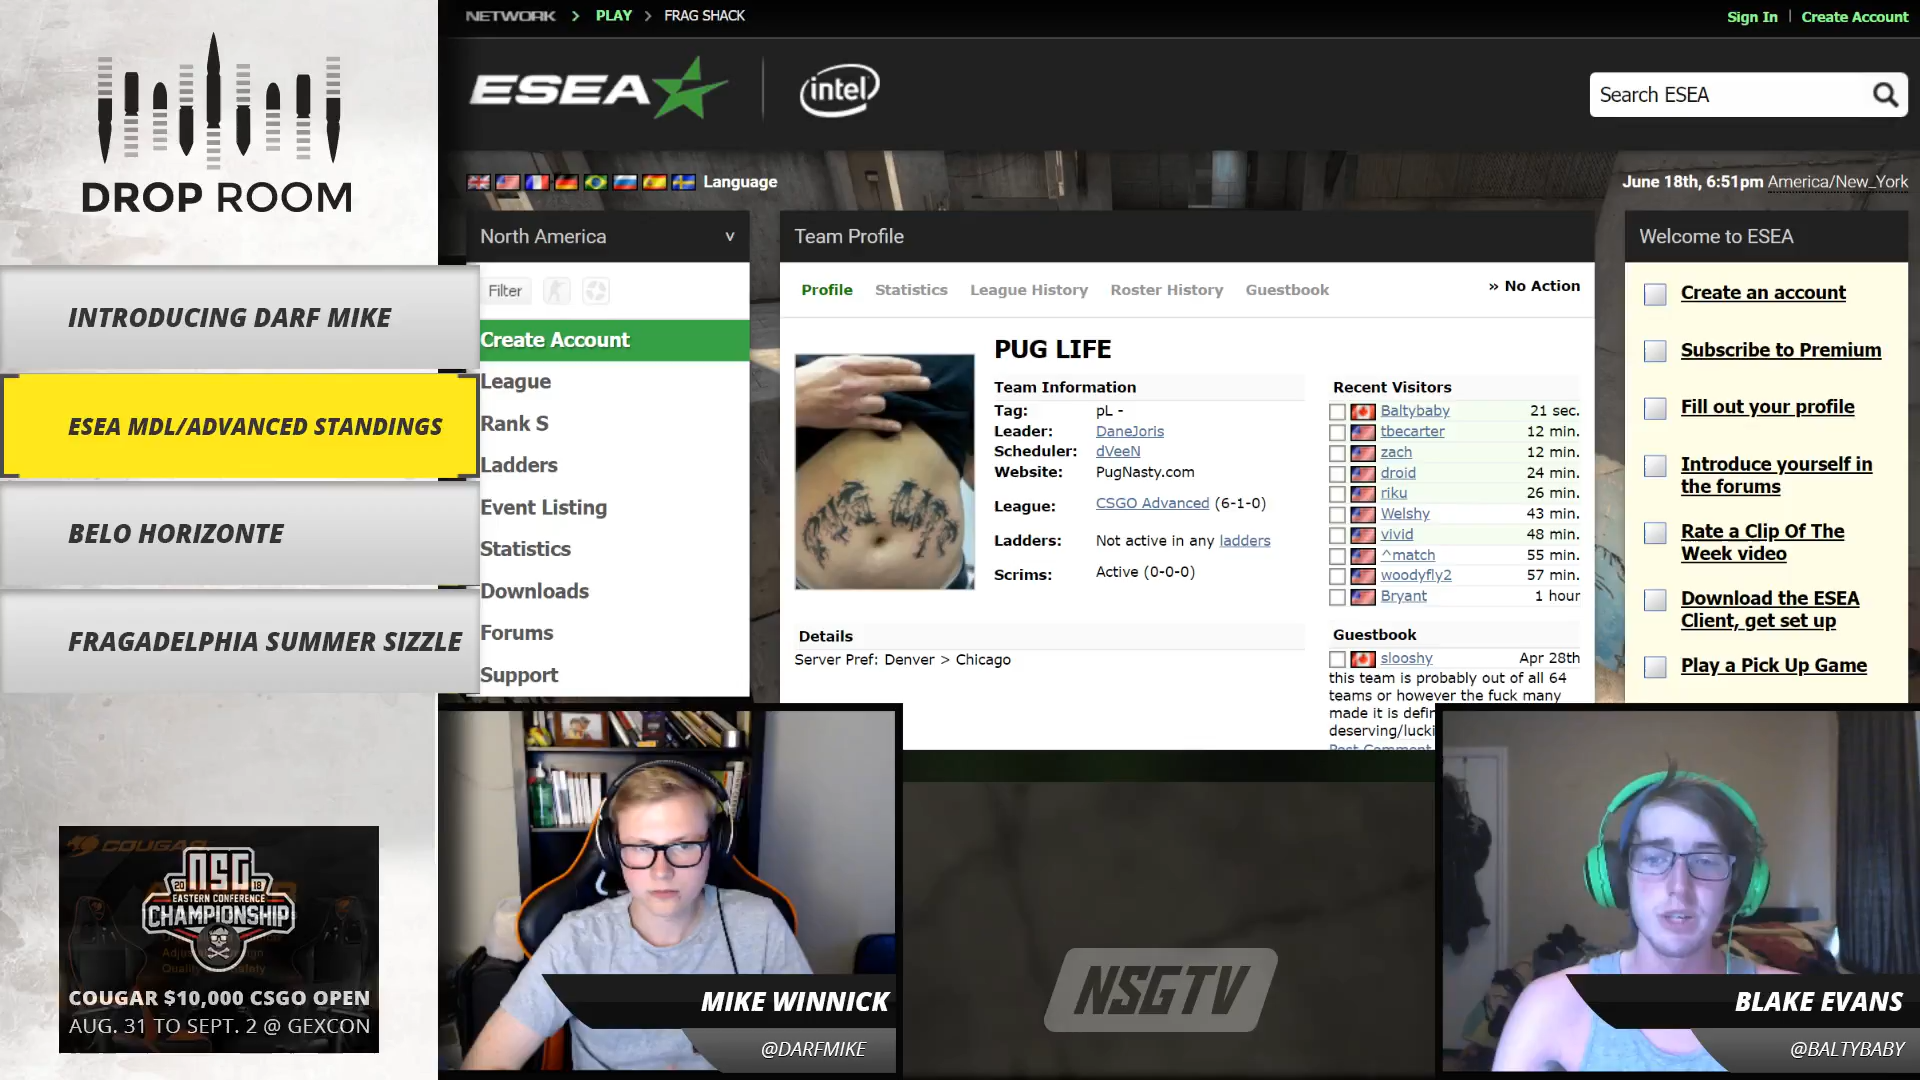 DROP ROOM
INTRODUCING DARF MIKE
ESEA MDL/ADVANCED STANDINGS
BELO HORIZONTE
FRAGADELPHIA SUMMER SIZZLE
COUGAR
NSG
20 18
EASTERN CONFERENCE
CHAMPIONSHIP
COUGAR $10,000 CSGO OPEN
AUG. 31 TO SEPT. 2 @ GEXCON
NETWORK > PLAY > FRAG SHACK
Sign In | Create Account
ESEA
intel
Search ESEA
Language
June 18th, 6:51pm America/New_York
North America v
Filter
Create Account
League
Rank S
Ladders
Event Listing
Statistics
Downloads
Forums
Support
Team Profile
Profile Statistics League History Roster History Guestbook » No Action
PUG LIFE
Team Information
Tag: pL -
Leader: DaneJoris
Scheduler: dVeeN
Website: PugNasty.com
League: CSGO Advanced (6-1-0)
Ladders: Not active in any ladders
Scrims: Active (0-0-0)
Details
Server Pref: Denver > Chicago
Recent Visitors
Baltybaby 21 sec.
tbecarter 12 min.
zach 12 min.
droid 24 min.
riku 26 min.
Welshy 43 min.
vivid 48 min.
^match 55 min.
woodyfly2 57 min.
Bryant 1 hour
Guestbook
slooshy Apr 28th
this team is probably out of all 64
teams or however the fuck many
made it is defin
deserving/lucki
Post Comment
Welcome to ESEA
Create an account
Subscribe to Premium
Fill out your profile
Introduce yourself in
the forums
Rate a Clip Of The
Week video
Download the ESEA
Client, get set up
Play a Pick Up Game
MIKE WINNICK
@DARFMIKE
NSGTV
BLAKE EVANS
@BALTYBABY